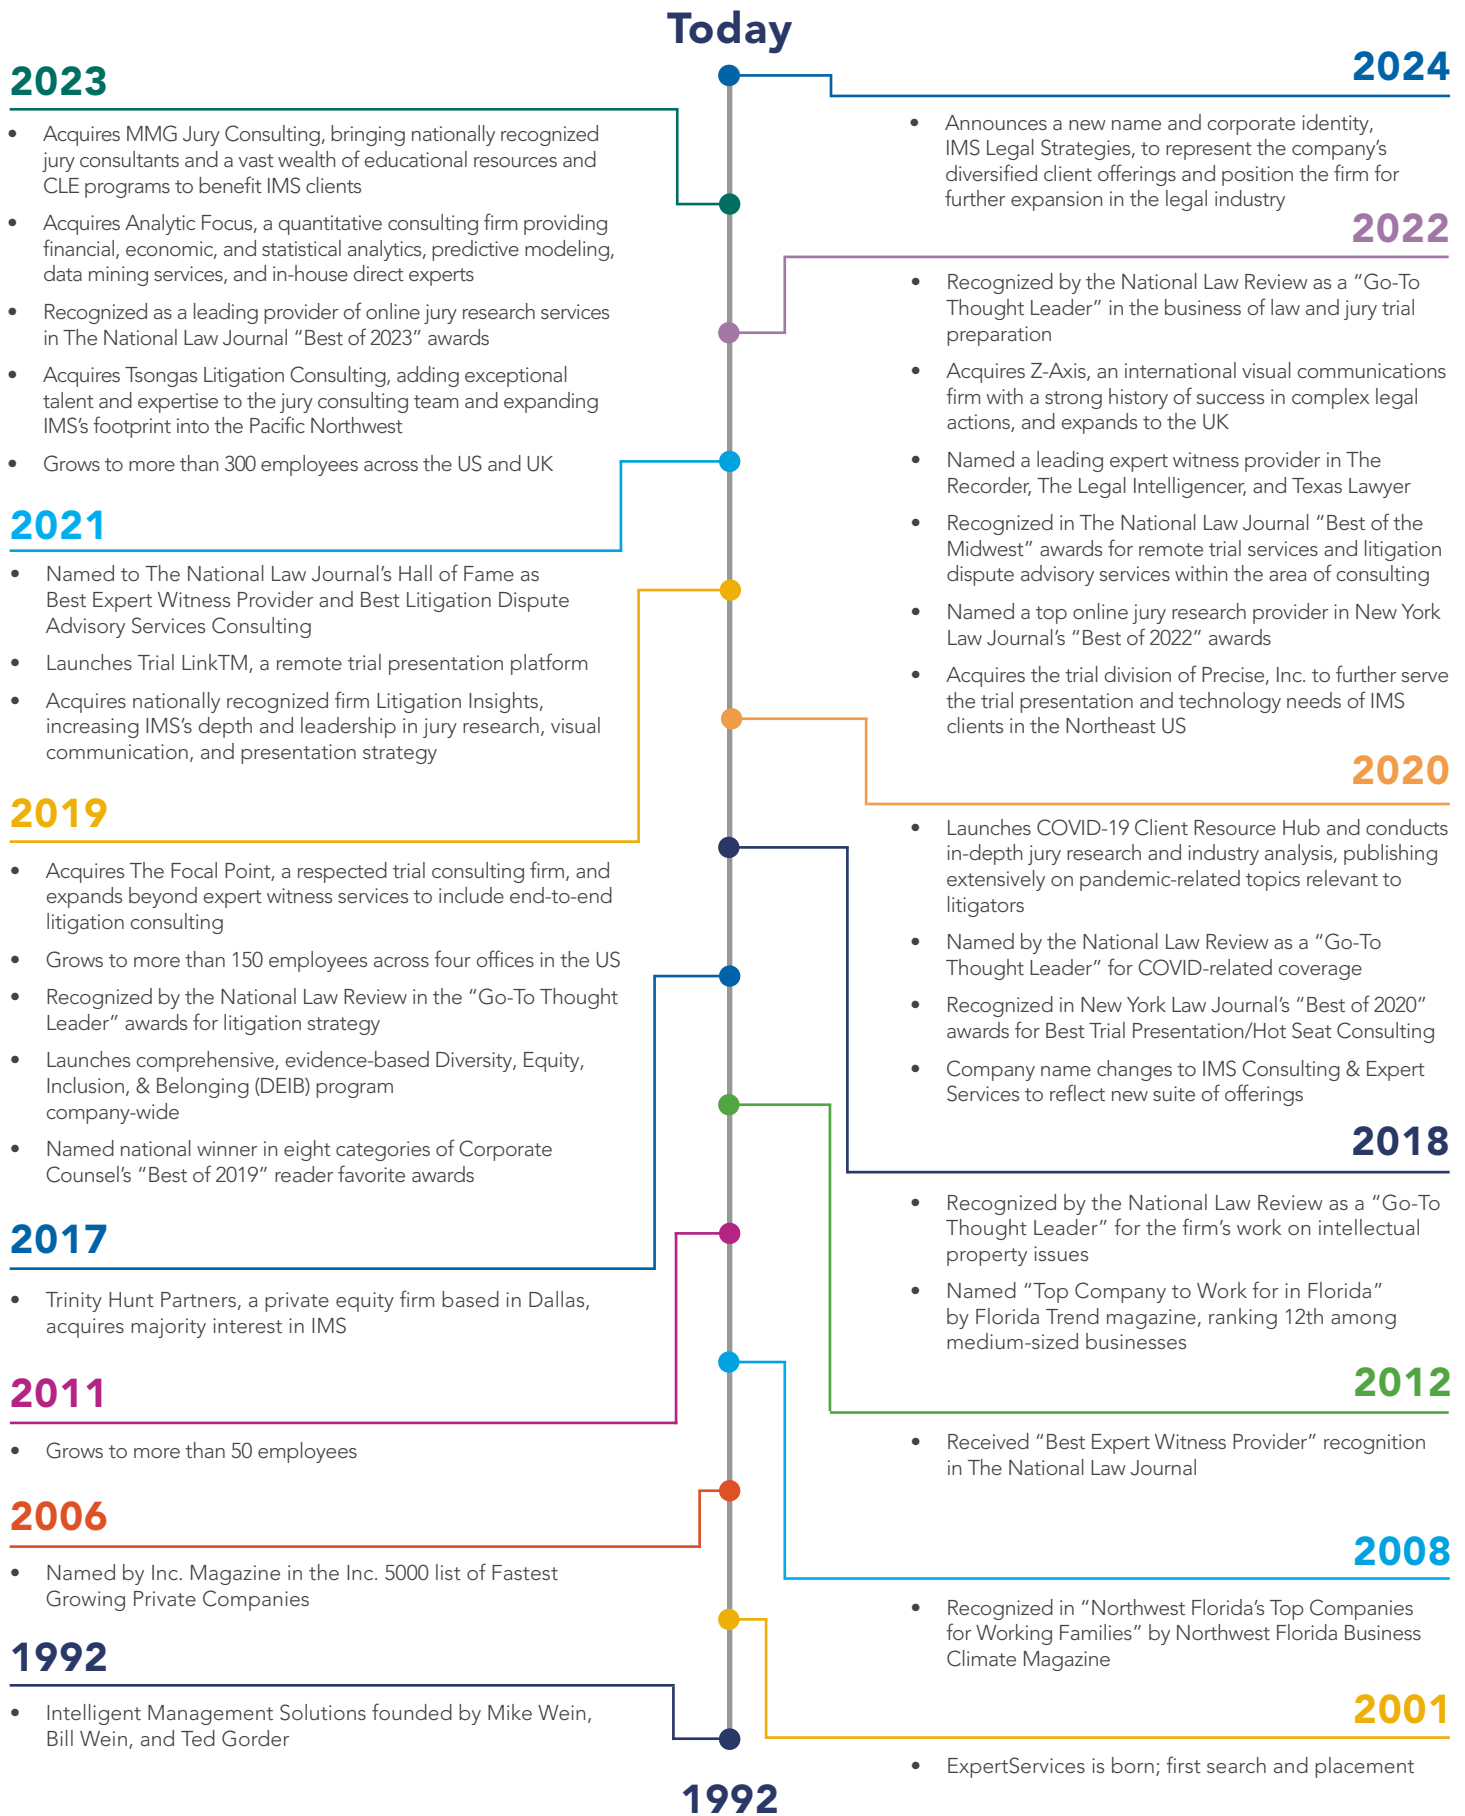 Today
2023
• Acquires MMG Jury Consulting, bringing nationally recognized
jury consultants and a vast wealth of educational resources and
CLE programs to benefit IMS clients
• Acquires Analytic Focus, a quantitative consulting firm providing
financial, economic, and statistical analytics, predictive modeling,
data mining services, and in-house direct experts
• Recognized as a leading provider of online jury research services
in The National Law Journal “Best of 2023” awards
• Acquires Tsongas Litigation Consulting, adding exceptional
talent and expertise to the jury consulting team and expanding
IMS’s footprint into the Pacific Northwest
• Grows to more than 300 employees across the US and UK
2021
• Named to The National Law Journal’s Hall of Fame as
Best Expert Witness Provider and Best Litigation Dispute
Advisory Services Consulting
• Launches Trial LinkTM, a remote trial presentation platform
• Acquires nationally recognized firm Litigation Insights,
increasing IMS’s depth and leadership in jury research, visual
communication, and presentation strategy
2019
• Acquires The Focal Point, a respected trial consulting firm, and
expands beyond expert witness services to include end-to-end
litigation consulting
• Grows to more than 150 employees across four offices in the US
• Recognized by the National Law Review in the “Go-To Thought
Leader” awards for litigation strategy
• Launches comprehensive, evidence-based Diversity, Equity,
Inclusion, & Belonging (DEIB) program
company-wide
• Named national winner in eight categories of Corporate
Counsel’s “Best of 2019” reader favorite awards
2017
• Trinity Hunt Partners, a private equity firm based in Dallas,
acquires majority interest in IMS
2011
• Grows to more than 50 employees
2006
• Named by Inc. Magazine in the Inc. 5000 list of Fastest
Growing Private Companies
1992
• Intelligent Management Solutions founded by Mike Wein,
Bill Wein, and Ted Gorder
2024
• Announces a new name and corporate identity,
IMS Legal Strategies, to represent the company’s
diversified client offerings and position the firm for
further expansion in the legal industry
2022
• Recognized by the National Law Review as a “Go-To
Thought Leader” in the business of law and jury trial
preparation
• Acquires Z-Axis, an international visual communications
firm with a strong history of success in complex legal
actions, and expands to the UK
• Named a leading expert witness provider in The
Recorder, The Legal Intelligencer, and Texas Lawyer
• Recognized in The National Law Journal “Best of the
Midwest” awards for remote trial services and litigation
dispute advisory services within the area of consulting
• Named a top online jury research provider in New York
Law Journal’s “Best of 2022” awards
• Acquires the trial division of Precise, Inc. to further serve
the trial presentation and technology needs of IMS
clients in the Northeast US
2020
• Launches COVID-19 Client Resource Hub and conducts
in-depth jury research and industry analysis, publishing
extensively on pandemic-related topics relevant to
litigators
• Named by the National Law Review as a “Go-To
Thought Leader” for COVID-related coverage
• Recognized in New York Law Journal’s “Best of 2020”
awards for Best Trial Presentation/Hot Seat Consulting
• Company name changes to IMS Consulting & Expert
Services to reflect new suite of offerings
2018
• Recognized by the National Law Review as a “Go-To
Thought Leader” for the firm’s work on intellectual
property issues
• Named “Top Company to Work for in Florida”
by Florida Trend magazine, ranking 12th among
medium-sized businesses
2012
• Received “Best Expert Witness Provider” recognition
in The National Law Journal
2008
• Recognized in “Northwest Florida’s Top Companies
for Working Families” by Northwest Florida Business
Climate Magazine
2001
• ExpertServices is born; first search and placement
1992